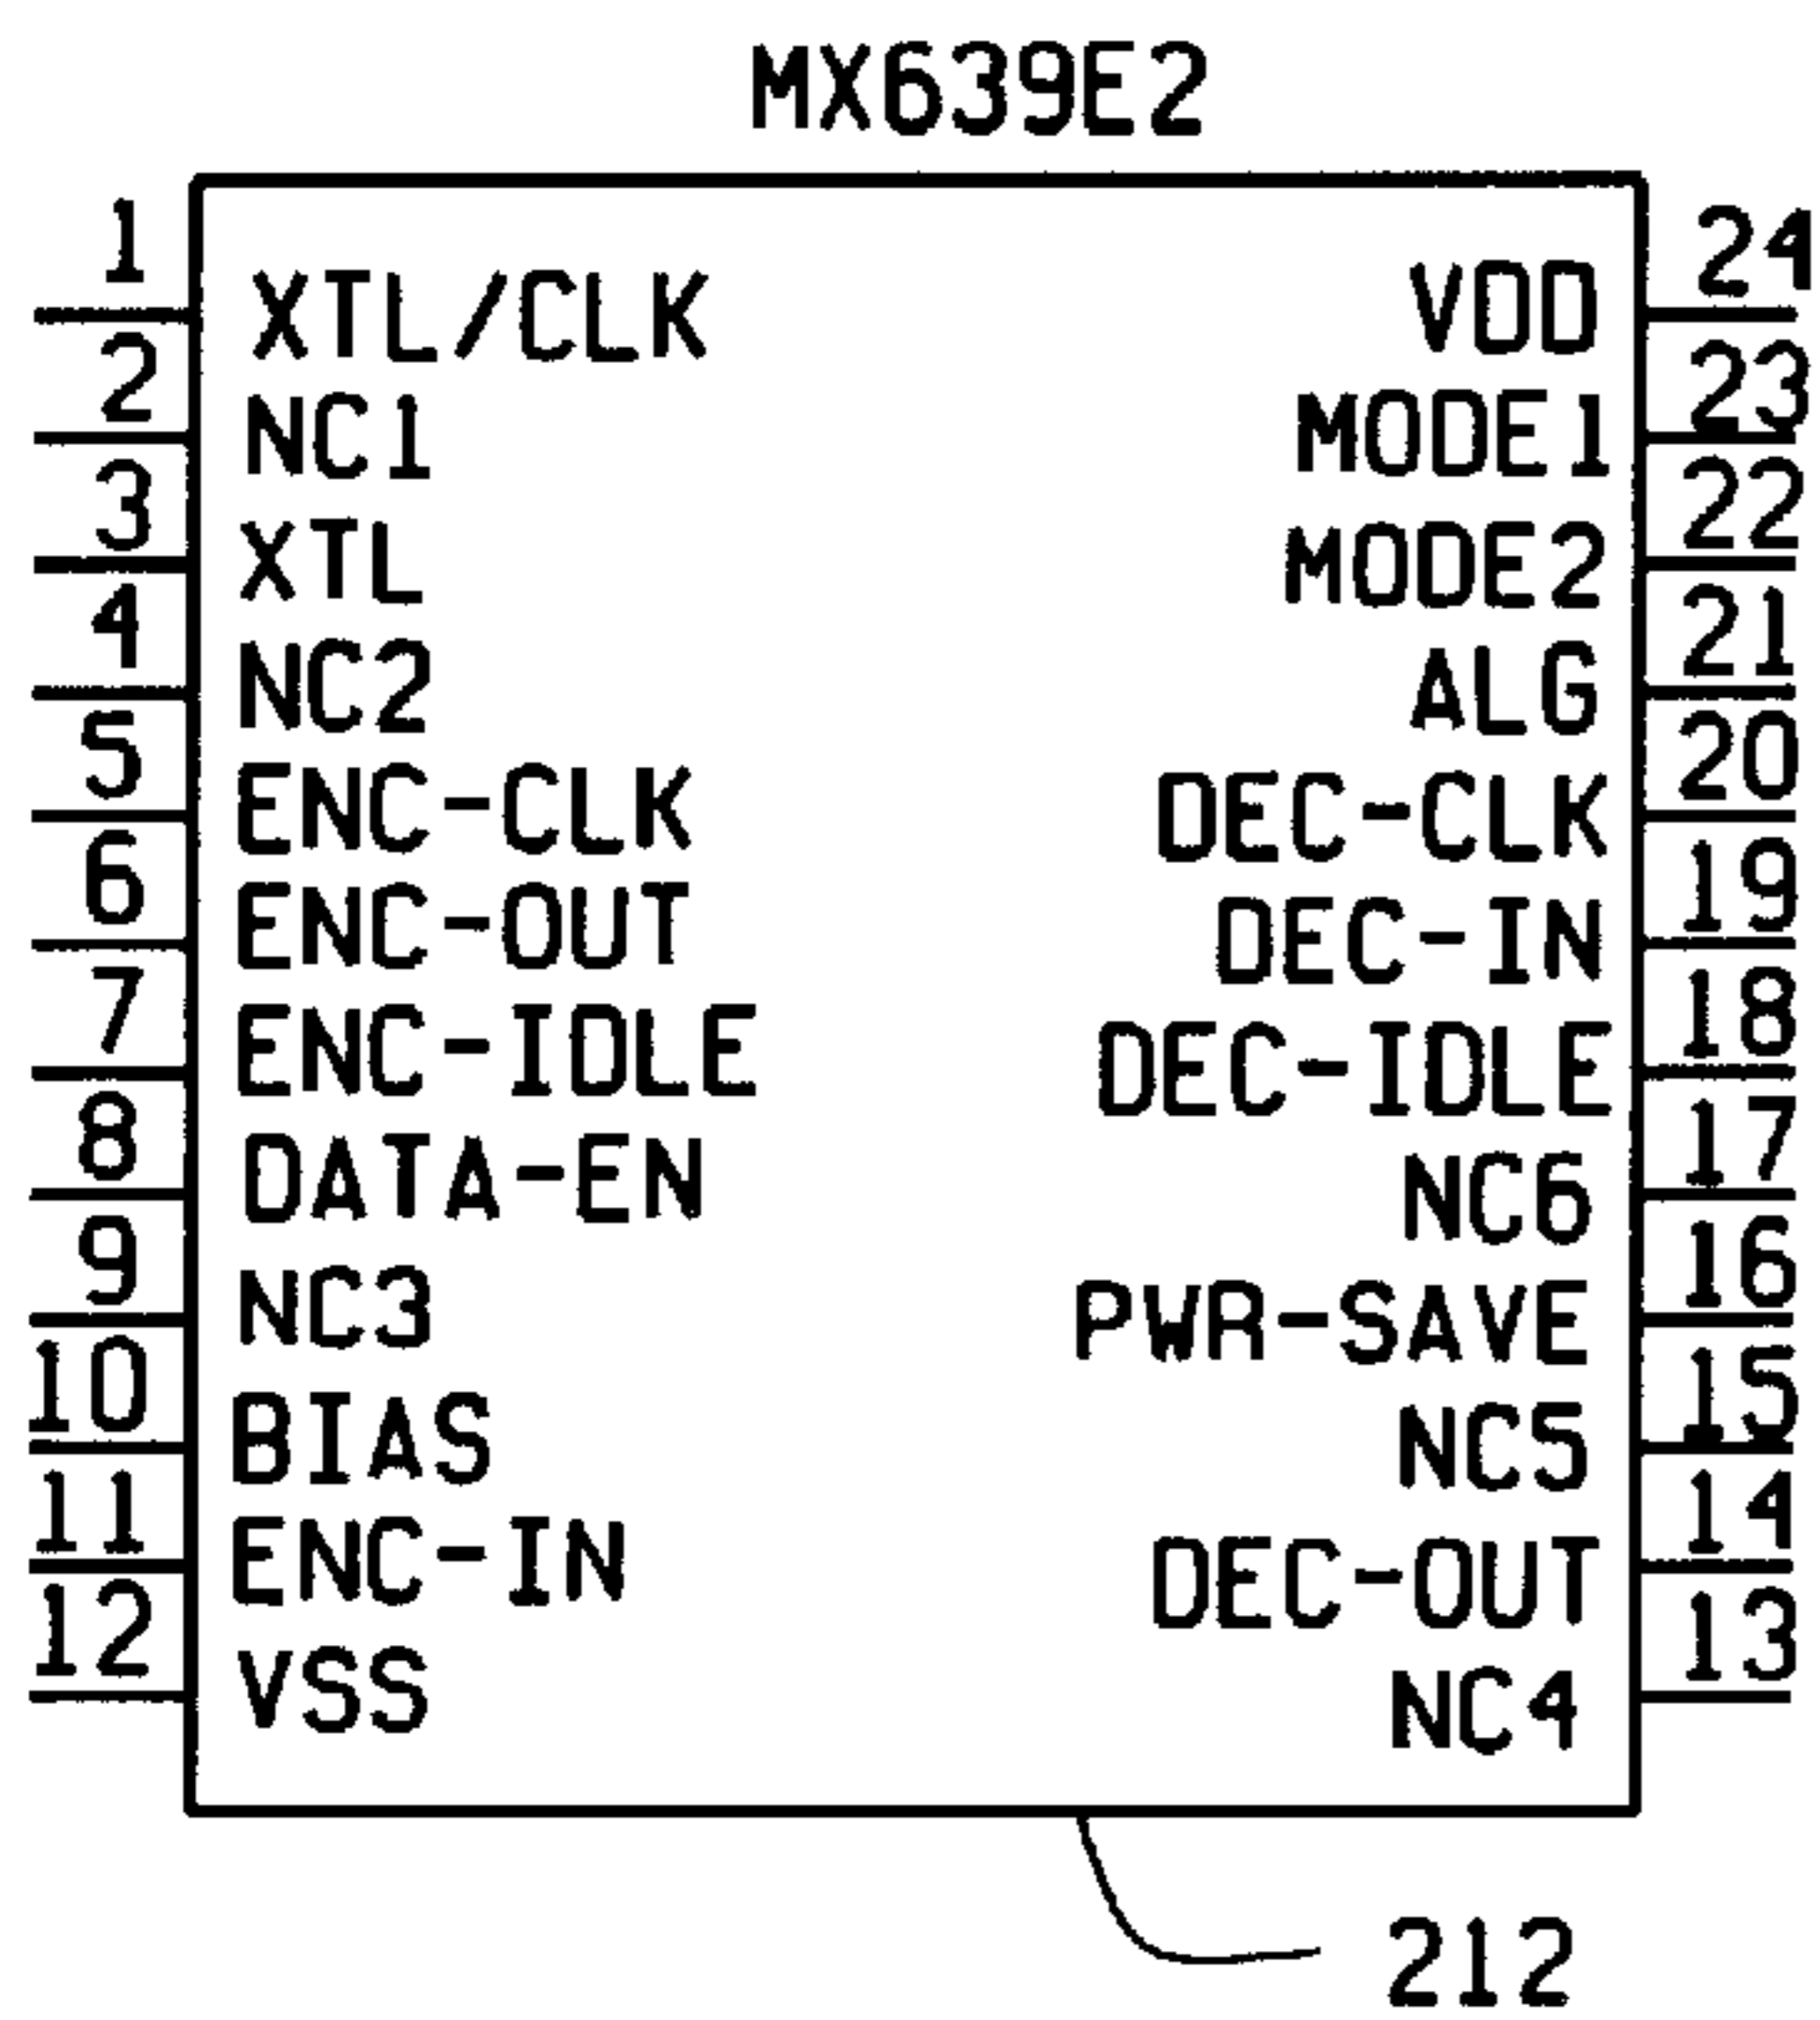 MX639E2
1 XTL/CLK VDD 24
2 NC1 MODE1 23
3 XTL MODE2 22
4 NC2 ALG 21
5 ENC-CLK DEC-CLK 20
6 ENC-OUT DEC-IN 19
7 ENC-IDLE DEC-IDLE 18
8 DATA-EN NC6 17
9 NC3 PWR-SAVE 16
10 BIAS NC5 15
11 ENC-IN DEC-OUT 14
12 VSS NC4 13
212